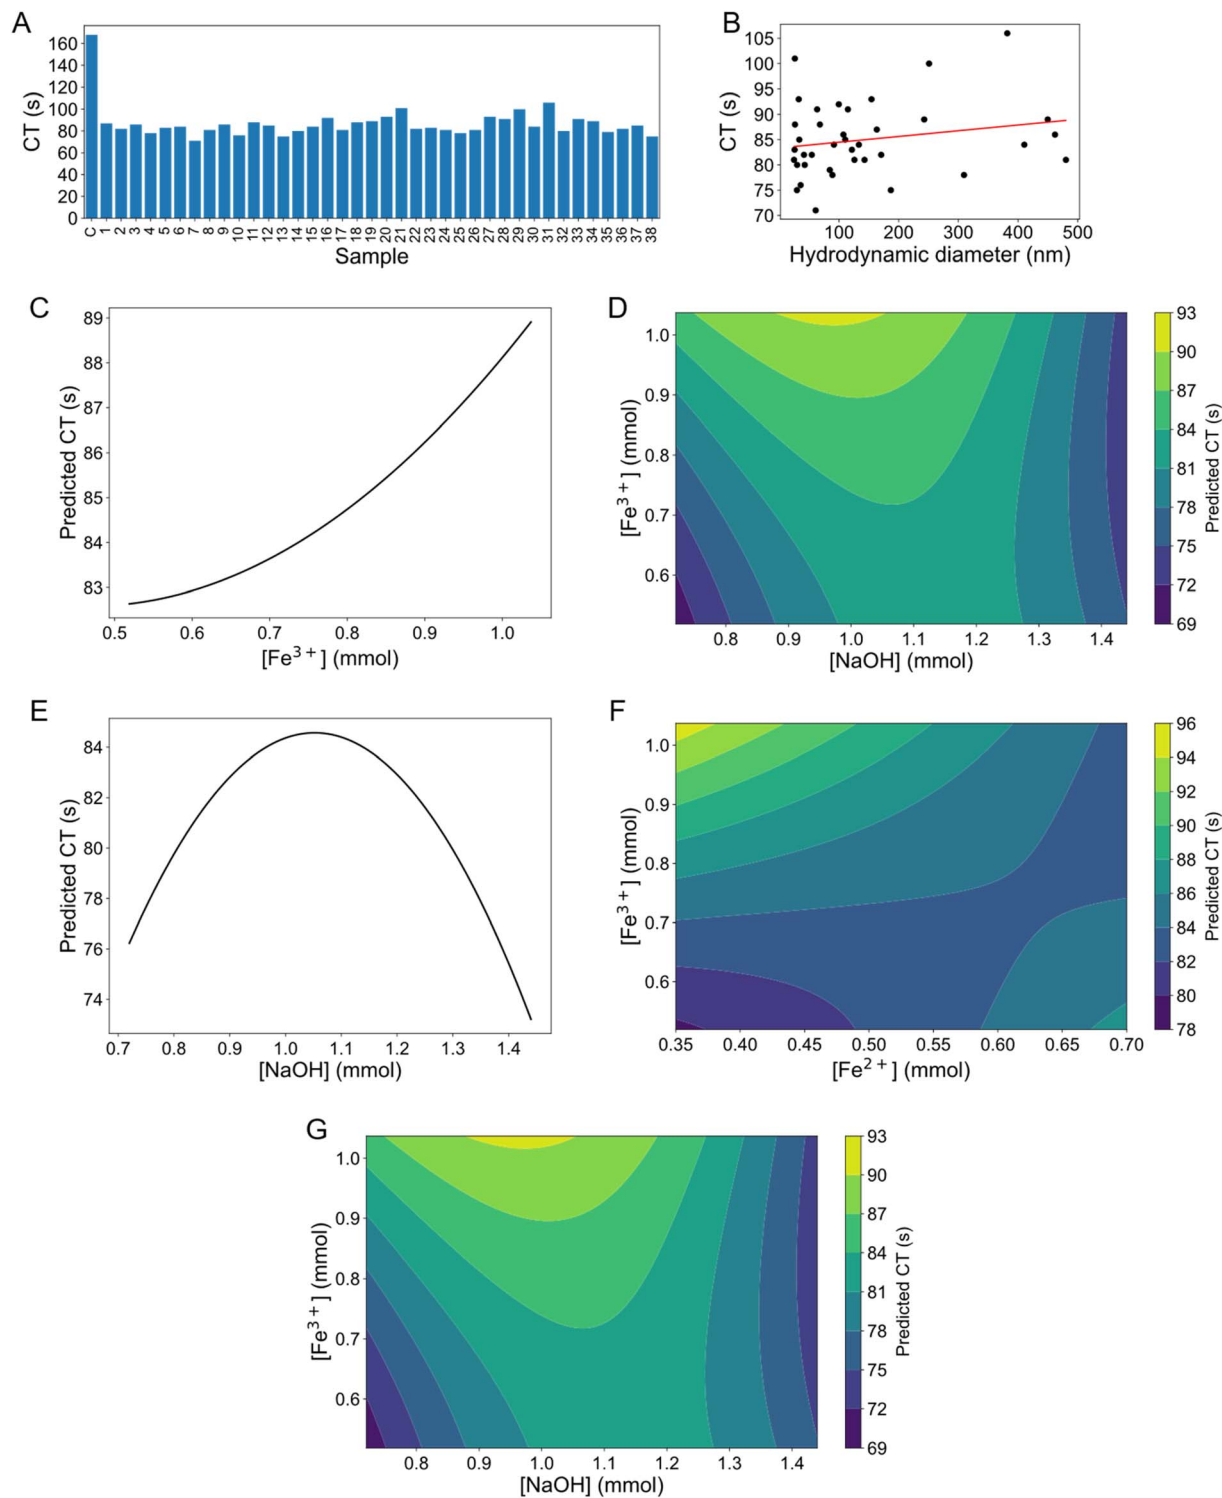 A
CT (s)
160
140
120
100
80
60
40
20
0
C 1 2 3 4 5 6 7 8 9 10 11 12 13 14 15 16 17 18 19 20 21 22 23 24 25 26 27 28 29 30 31 32 33 34 35 36 37 38
Sample
B
CT (s)
105
100
95
90
85
80
75
70
100 200 300 400 500
Hydrodynamic diameter (nm)
C
Predicted CT (s)
89
88
87
86
85
84
83
0.5 0.6 0.7 0.8 0.9 1.0
[Fe³⁺] (mmol)
D
[Fe³⁺] (mmol)
1.0
0.9
0.8
0.7
0.6
0.8 0.9 1.0 1.1 1.2 1.3 1.4
[NaOH] (mmol)
93
90
87
84
81
78
75
72
69
Predicted CT (s)
E
Predicted CT (s)
84
82
80
78
76
74
0.7 0.8 0.9 1.0 1.1 1.2 1.3 1.4
[NaOH] (mmol)
F
[Fe³⁺] (mmol)
1.0
0.9
0.8
0.7
0.6
0.35 0.40 0.45 0.50 0.55 0.60 0.65 0.70
[Fe²⁺] (mmol)
96
94
92
90
88
86
84
82
80
78
Predicted CT (s)
G
[Fe³⁺] (mmol)
1.0
0.9
0.8
0.7
0.6
0.8 0.9 1.0 1.1 1.2 1.3 1.4
[NaOH] (mmol)
93
90
87
84
81
78
75
72
69
Predicted CT (s)